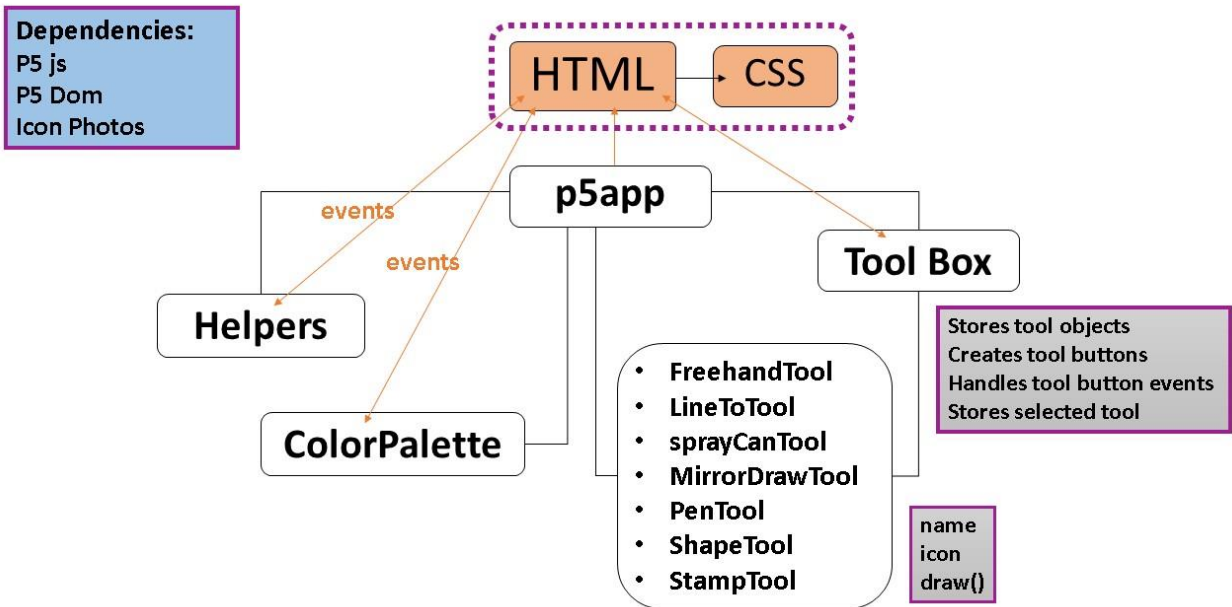 Dependencies:
P5 js
P5 Dom
Icon Photos
HTML
CSS
p5app
events
events
Tool Box
Helpers
Stores tool objects
Creates tool buttons
Handles tool button events
Stores selected tool
• FreehandTool
• LineToTool
• sprayCanTool
• MirrorDrawTool
• PenTool
• ShapeTool
• StampTool
ColorPalette
name
icon
draw()